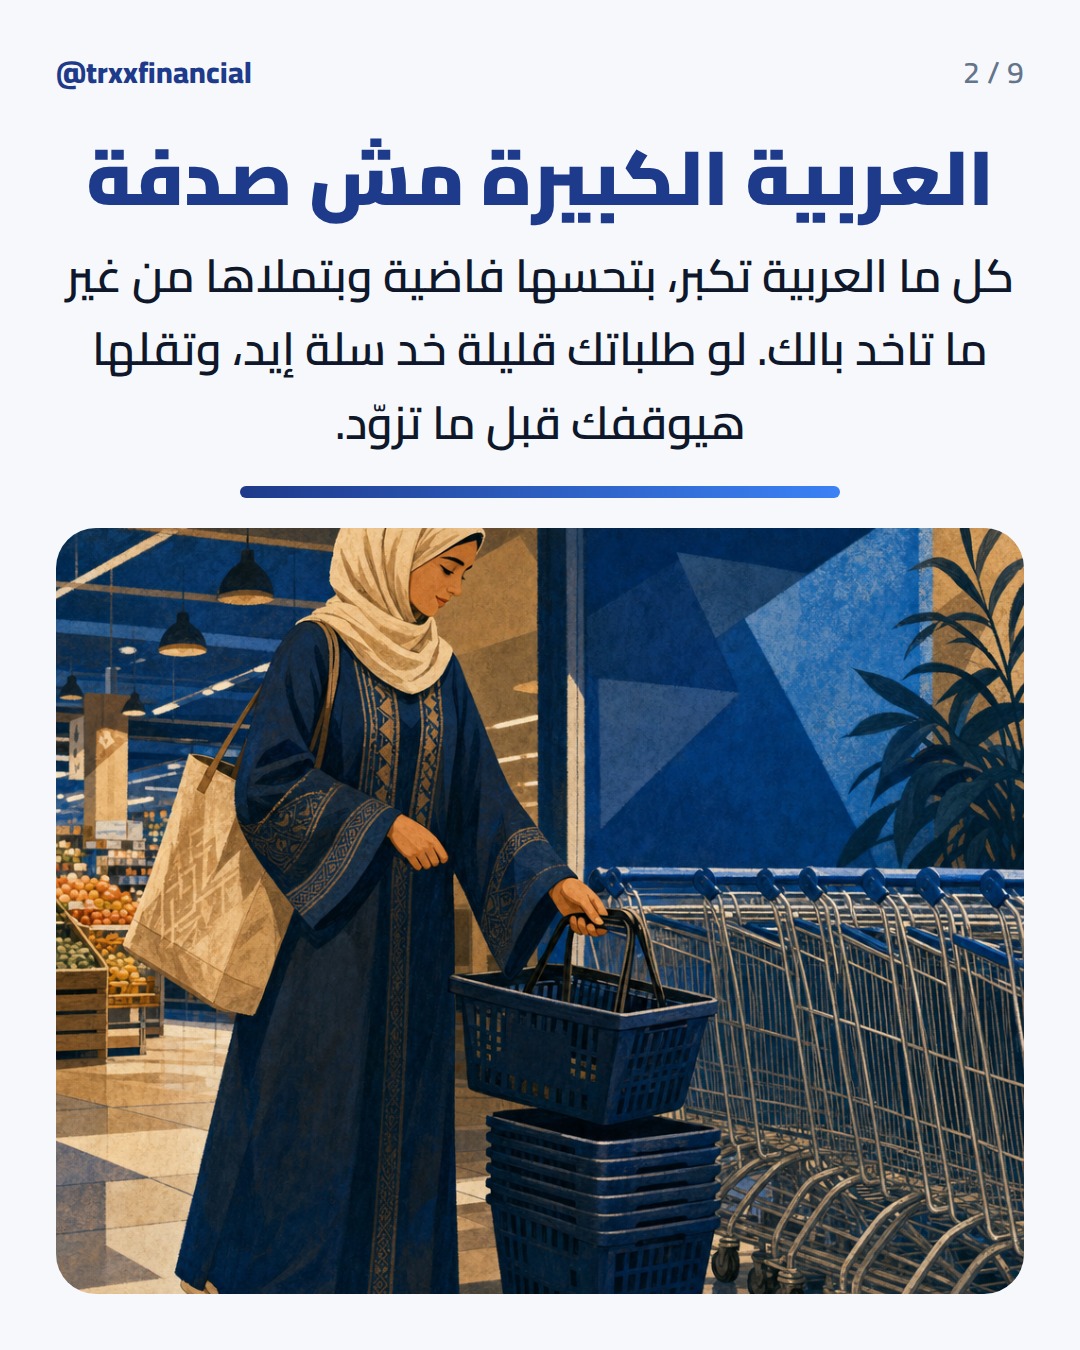 @trxxfinancial
2 / 9
العربية الكبيرة مش صدفة
كل ما العربية تكبر، بتحسها فاضية وبتملاها من غير
ما تاخد بالك. لو طلباتك قليلة خد سلة إيد، وتقلها
هيوقفك قبل ما تزوّد.